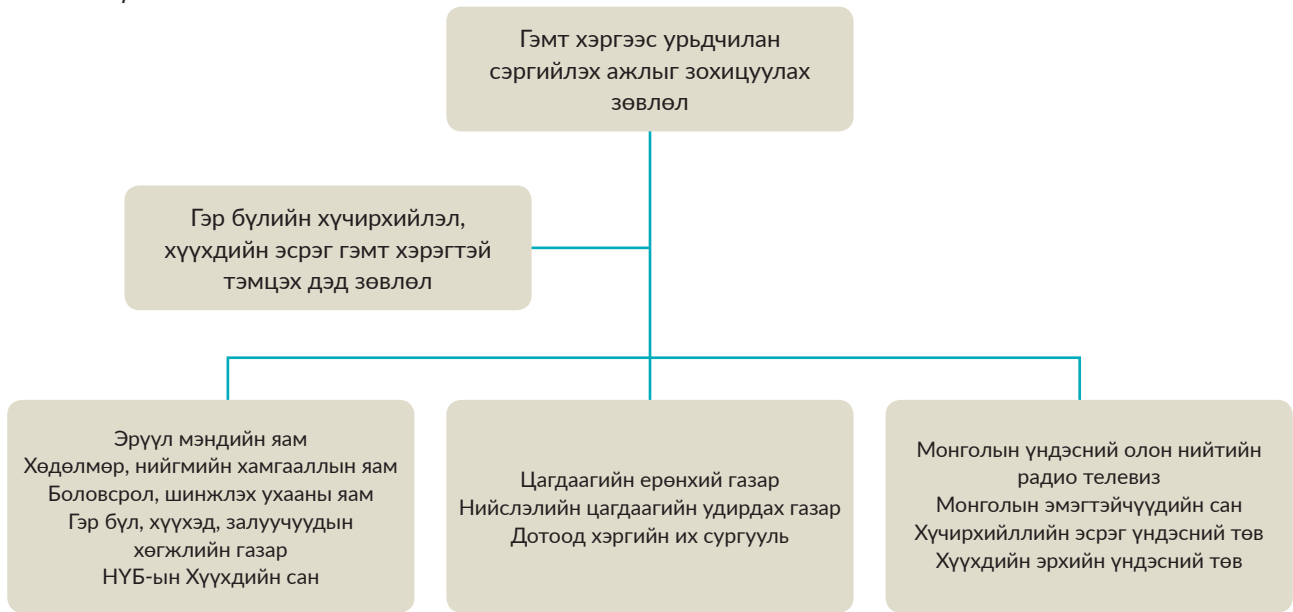 Гэмт хэргээс урьдчилан
сэргийлэх ажлыг зохицуулах
зөвлөл
Гэр бүлийн хүчирхийлэл,
хүүхдийн эсрэг гэмт хэрэгтэй
тэмцэх дэд зөвлөл
Эрүүл мэндийн яам
Хөдөлмөр, нийгмийн хамгааллын яам
Боловсрол, шинжлэх ухааны яам
Гэр бүл, хүүхэд, залуучуудын
хөгжлийн газар
НҮБ-ын Хүүхдийн сан
Цагдаагийн ерөнхий газар
Нийслэлийн цагдаагийн удирдах газар
Дотоод хэргийн их сургууль
Монголын үндэсний олон нийтийн
радио телевиз
Монголын эмэгтэйчүүдийн сан
Хүчирхийллийн эсрэг үндэсний төв
Хүүхдийн эрхийн үндэсний төв